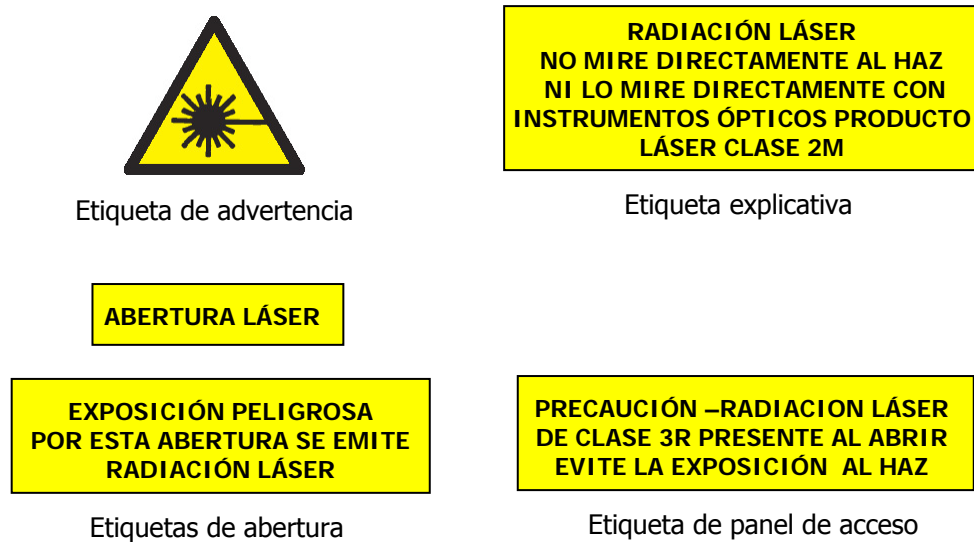 RADIACIÓN LÁSER
NO MIRE DIRECTAMENTE AL HAZ
NI LO MIRE DIRECTAMENTE CON
INSTRUMENTOS ÓPTICOS PRODUCTO
LÁSER CLASE 2M
Etiqueta de advertencia
Etiqueta explicativa
ABERTURA LÁSER
EXPOSICIÓN PELIGROSA
POR ESTA ABERTURA SE EMITE
RADIACIÓN LÁSER
PRECAUCIÓN –RADIACION LÁSER
DE CLASE 3R PRESENTE AL ABRIR
EVITE LA EXPOSICIÓN AL HAZ
Etiquetas de abertura
Etiqueta de panel de acceso